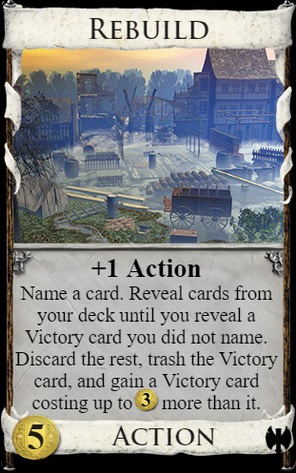 REBUILD
+1 Action
Name a card. Reveal cards from
your deck until you reveal a
Victory card you did not name.
Discard the rest, trash the Victory
card, and gain a Victory card
costing up to 3 more than it.
5 ACTION